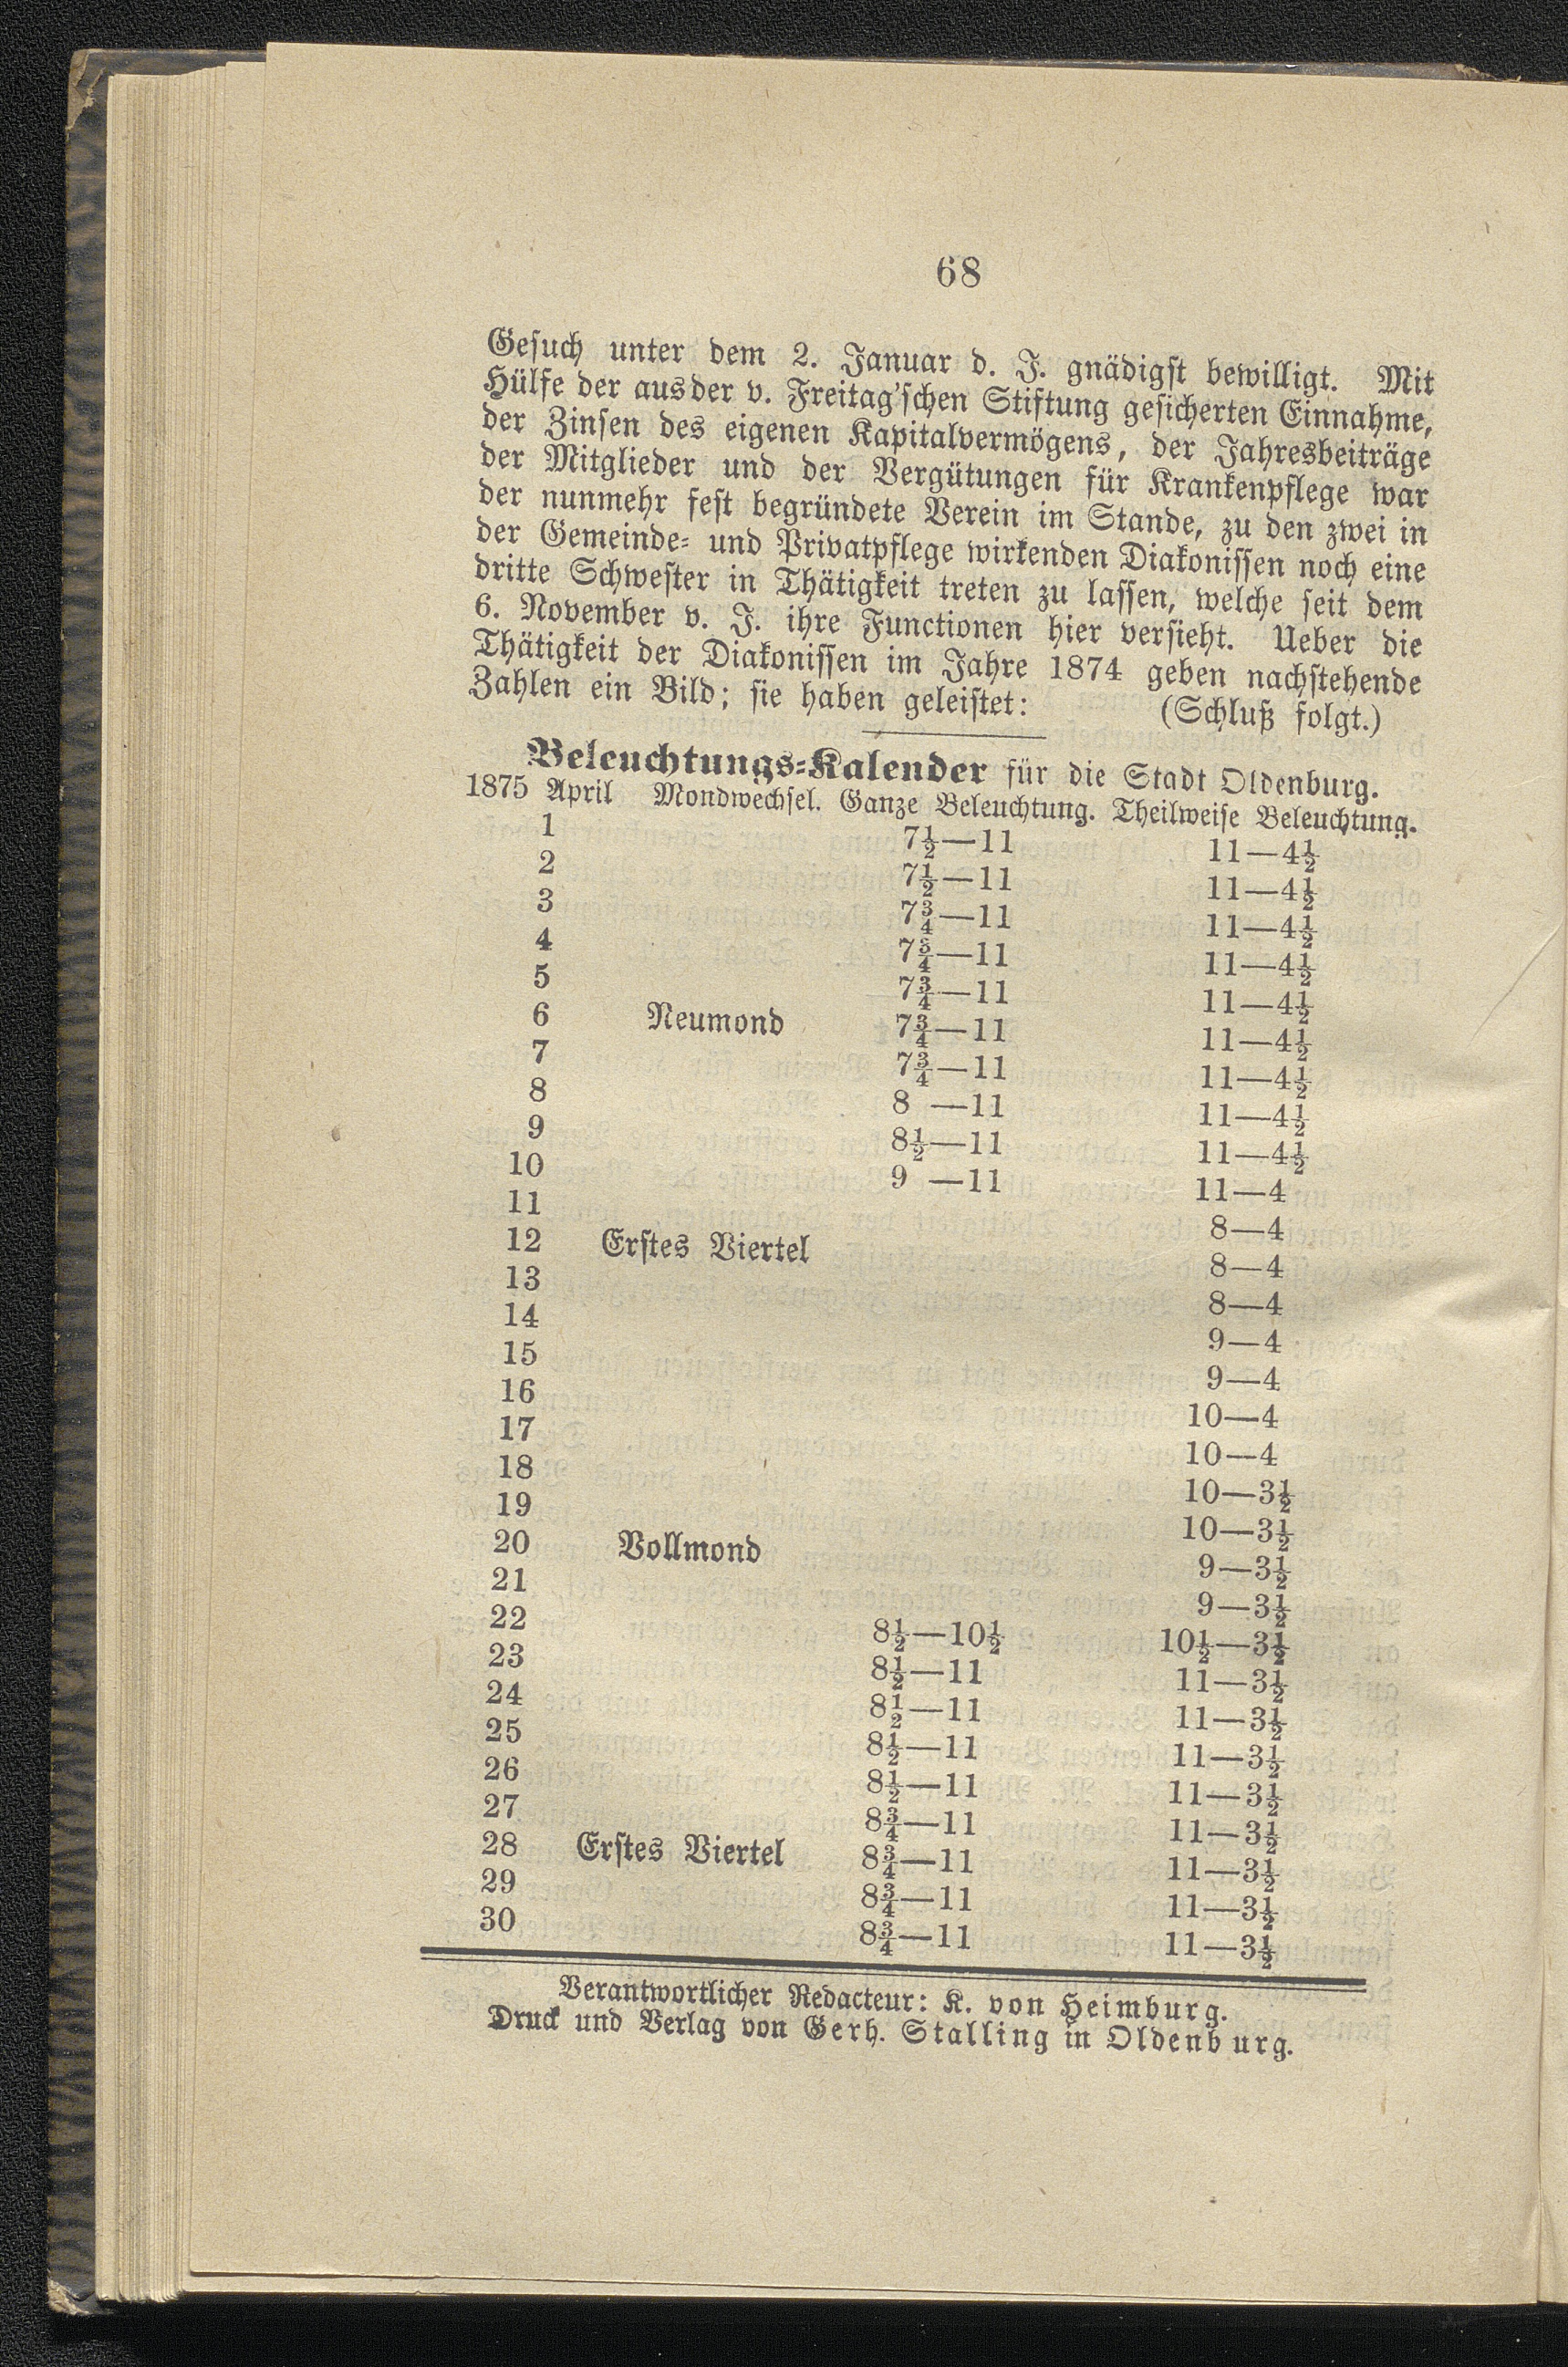 68
Gesuch unter dem 2. Januar d. J. gnädigst bewilligt. Mit
Hülfe der aus der v. Freitag'schen Stiftung gesicherten Einnahme,
der Zinsen des eigenen Kapitalvermögens, der Jahresbeiträge
der Mitglieder und der Vergütungen für Krankenpflege war
der nunmehr fest begründete Verein im Stande, zu den zwei in
der Gemeinde- und Privatpflege wirkenden Diakonissen noch eine
dritte Schwester in Thätigkeit treten zu lassen, welche seit dem
6. November v. J. ihre Functionen hier versieht. Ueber die
Thätigkeit der Diakonissen im Jahre 1874 geben nachstehende
Zahlen ein Bild; sie haben geleistet: (Schluß folgt.)
Beleuchtungs-Kalender für die Stadt Oldenburg.
1875 April Mondwechsel. Ganze Beleuchtung. Theilweise Beleuchtung.
1 7½—11 11—4½
2 7½—11 11—4½
3 7¾—11 11—4½
4 7¾—11 11—4½
5 7¾—11 11—4½
6 Neumond 7¾—11 11—4½
7 7¾—11 11—4½
8 8 —11 11—4½
9 8½—11 11—4½
10 9 —11 11—4
11 8—4
12 Erstes Viertel 8—4
13 8—4
14 9—4
15 9—4
16 10—4
17 10—4
18 10—3½
19 10—3½
20 Vollmond 9—3½
21 9—3½
22 8½—10½ 10½—3½
23 8½—11 11—3½
24 8½—11 11—3½
25 8½—11 11—3½
26 8½—11 11—3½
27 8¾—11 11—3½
28 Erstes Viertel 8¾—11 11—3½
29 8¾—11 11—3½
30 8¾—11 11—3½
Verantwortlicher Redacteur: K. von Heimburg.
Druck und Verlag von Gerh. Stalling in Oldenburg.